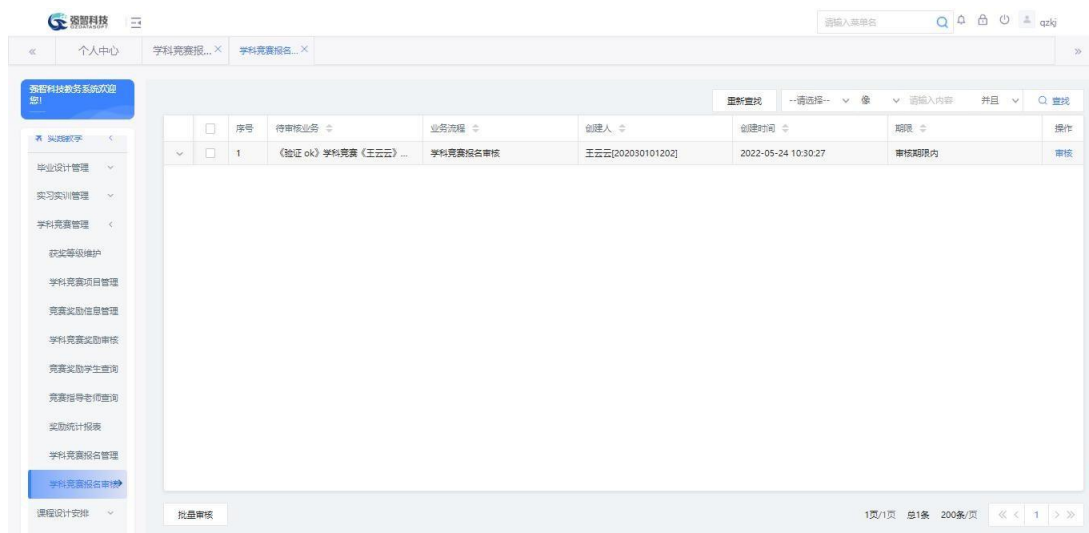 强智科技
QZDATASOFT
请输入菜单名
qzkj
个人中心 学科竞赛报... 学科竞赛报名...
强智科技教务系统欢迎
您!
实践教学
毕业设计管理
实习实训管理
学科竞赛管理
获奖等级维护
学科竞赛项目管理
竞赛奖励信息管理
学科竞赛奖励审核
竞赛奖励学生查询
竞赛指导老师查询
奖励统计报表
学科竞赛报名管理
学科竞赛报名审核
课程设计安排
重新查找 --请选择-- 像 请输入内容 并且 查找
序号 待审核业务 业务流程 创建人 创建时间 期限 操作
1 《验证 ok》学科竞赛《王云云》... 学科竞赛报名审核 王云云[202030101202] 2022-05-24 10:30:27 审核期限内 审核
批量审核 1页/1页 总1条 200条/页 1